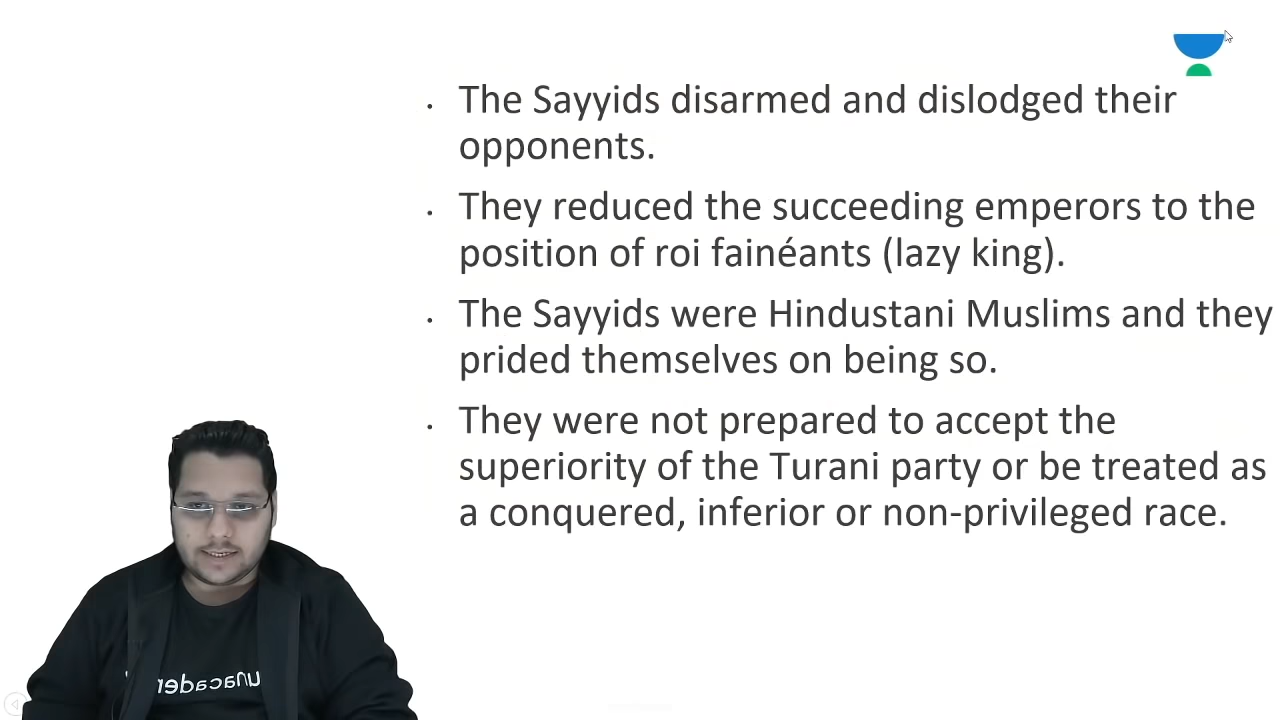 • The Sayyids disarmed and dislodged their
opponents.
• They reduced the succeeding emperors to the
position of roi fainéants (lazy king).
• The Sayyids were Hindustani Muslims and they
prided themselves on being so.
• They were not prepared to accept the
superiority of the Turani party or be treated as
a conquered, inferior or non-privileged race.
unacade